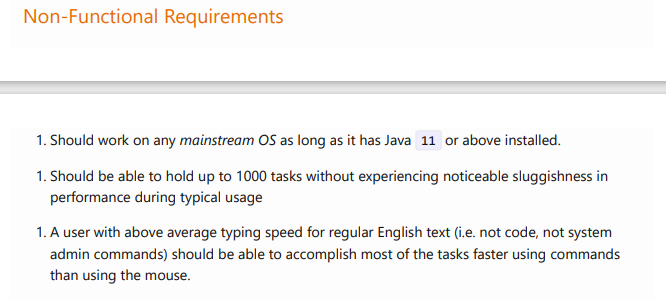 Non-Functional Requirements
1. Should work on any mainstream OS as long as it has Java 11 or above installed.
1. Should be able to hold up to 1000 tasks without experiencing noticeable sluggishness in
performance during typical usage
1. A user with above average typing speed for regular English text (i.e. not code, not system
admin commands) should be able to accomplish most of the tasks faster using commands
than using the mouse.